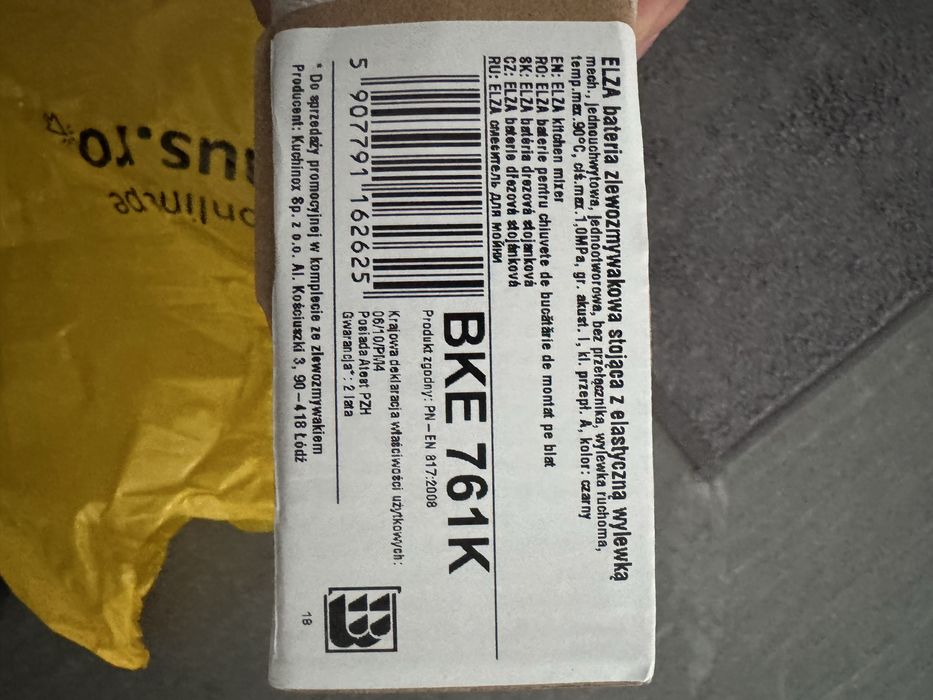 ELZA bateria zlewozmywakowa stojąca z elastyczną wylewką
mech., jednouchwytowa, jednootworowa, bez przełącznika, wylewka ruchoma,
temp.max.90°C, ciś.max.1,0MPa, gr. akust. I, kl. przepł. A, kolor: czarny
EN: ELZA kitchen mixer
RO: ELZA baterie pentru chiuvete de bucătărie de montat pe blat
SK: ELZA batéria drezová stojanková
CZ: ELZA baterie dřezová stojánková
RU: ELZA смеситель для мойки
5 907791 162625
BKE 761K
Produkt zgodny: PN-EN 817:2008
Krajowa deklaracja właściwości użytkowych:
06/10/PM4
Posiada Atest PZH
Gwarancja*: 2 lata
B
18
* Do sprzedaży promocyjnej w komplecie ze zlewozmywakiem
Producent: Kuchinox Sp. z o.o. Al. Kościuszki 3, 90-418 Łódź
us.ro